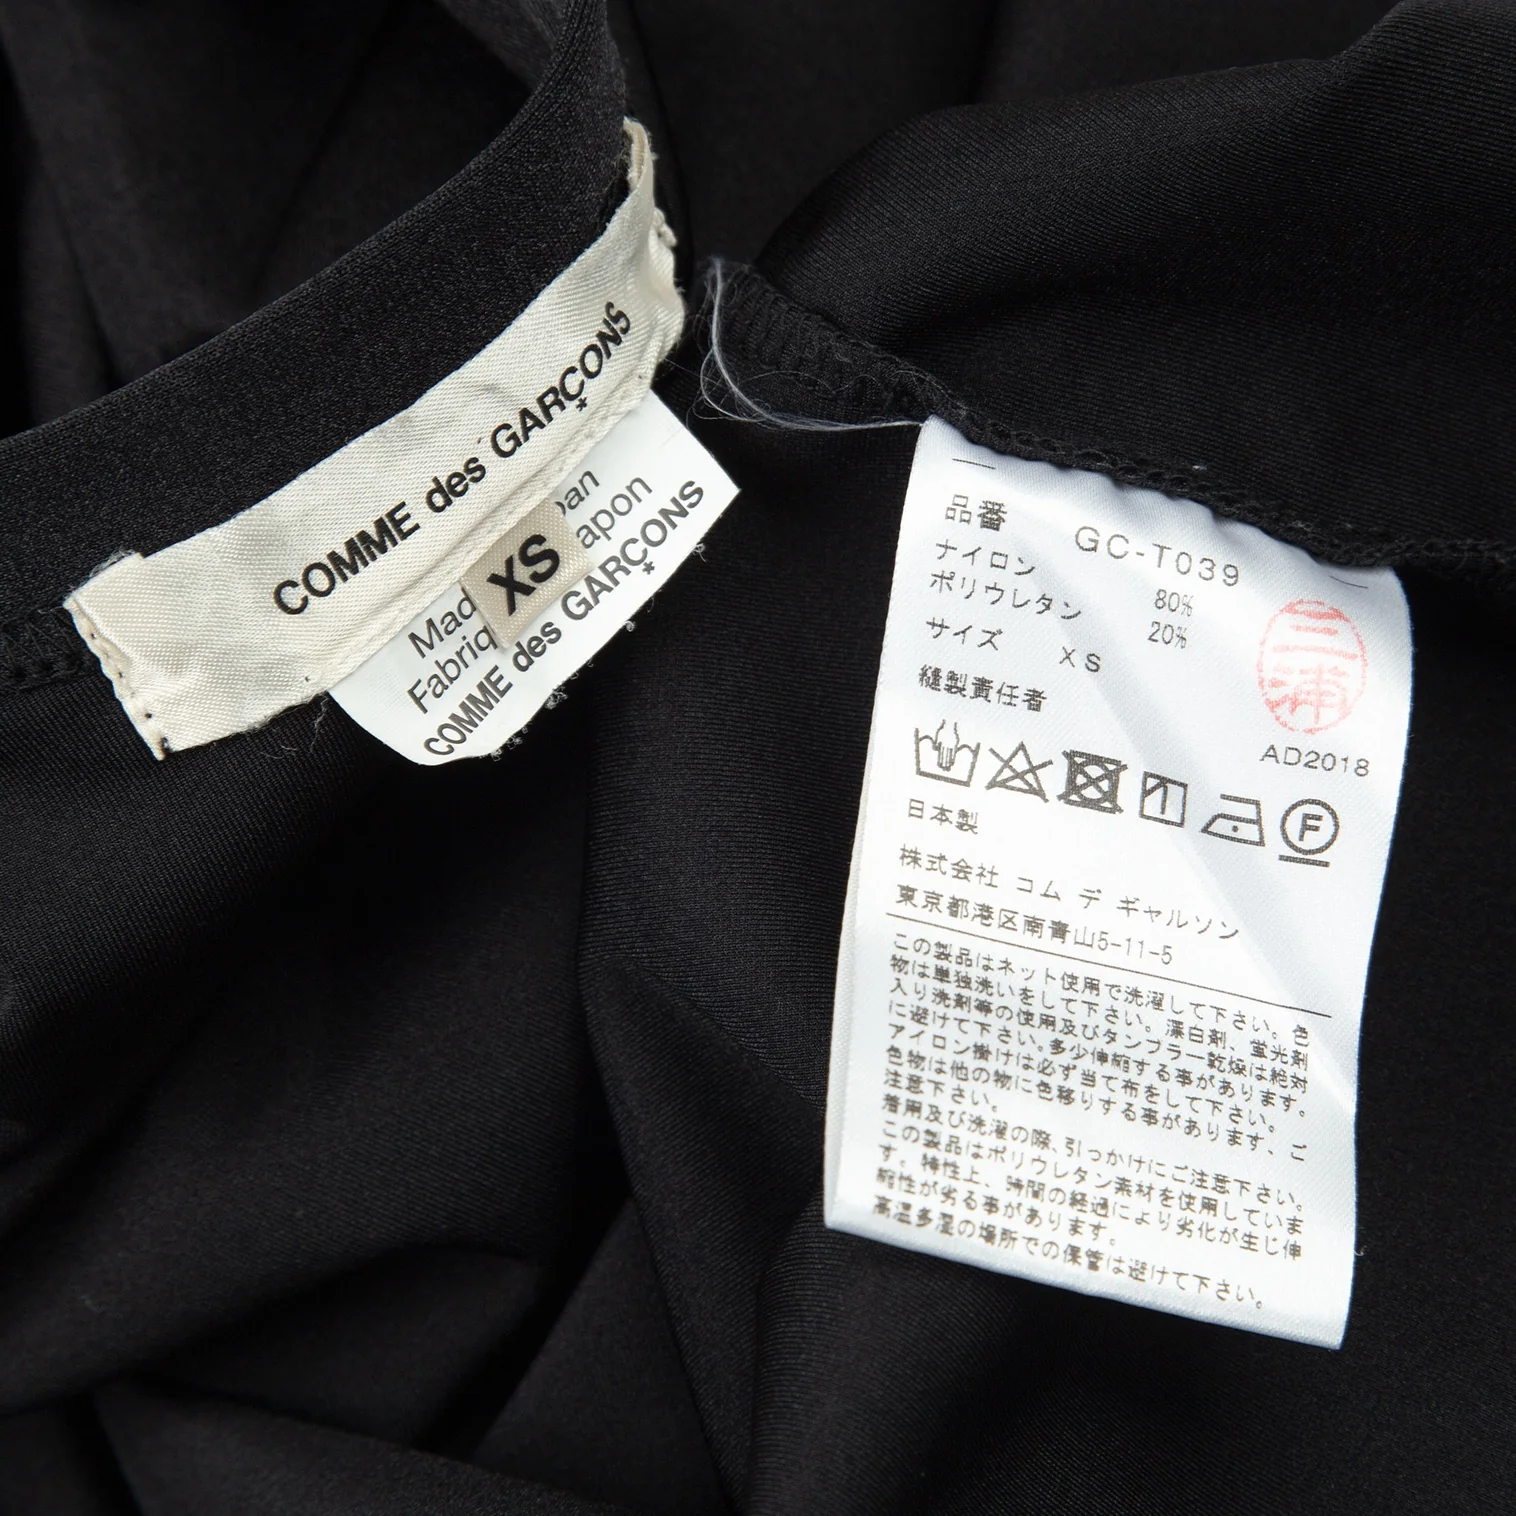 COMME des GARÇONS
*
XS
Mad
pan
Fabriq
apon
COMME des GARÇONS
*
品番 GC-T039
ナイロン 80%
ポリウレタン 20%
サイズ XS
縫製責任者
三浦
AD2018
F
日本製
株式会社 コム デ ギャルソン
東京都港区南青山5-11-5
この製品はネット使用で洗濯して下さい。色
物は単独洗いをして下さい。漂白剤、蛍光剤
入り洗剤等の使用及びタンブラー乾燥は絶対
に避けて下さい。多少伸縮する事があります。
アイロン掛けは必ず当て布をして下さい。
色物は他の物に色移りする事があります、ご
注意下さい。
着用及び洗濯の際、引っかけにご注意下さい。
この製品はポリウレタン素材を使用していま
す。特性上、時間の経過により劣化が生じ伸
縮性が劣る事があります。
高温多湿の場所での保管は避けて下さい。